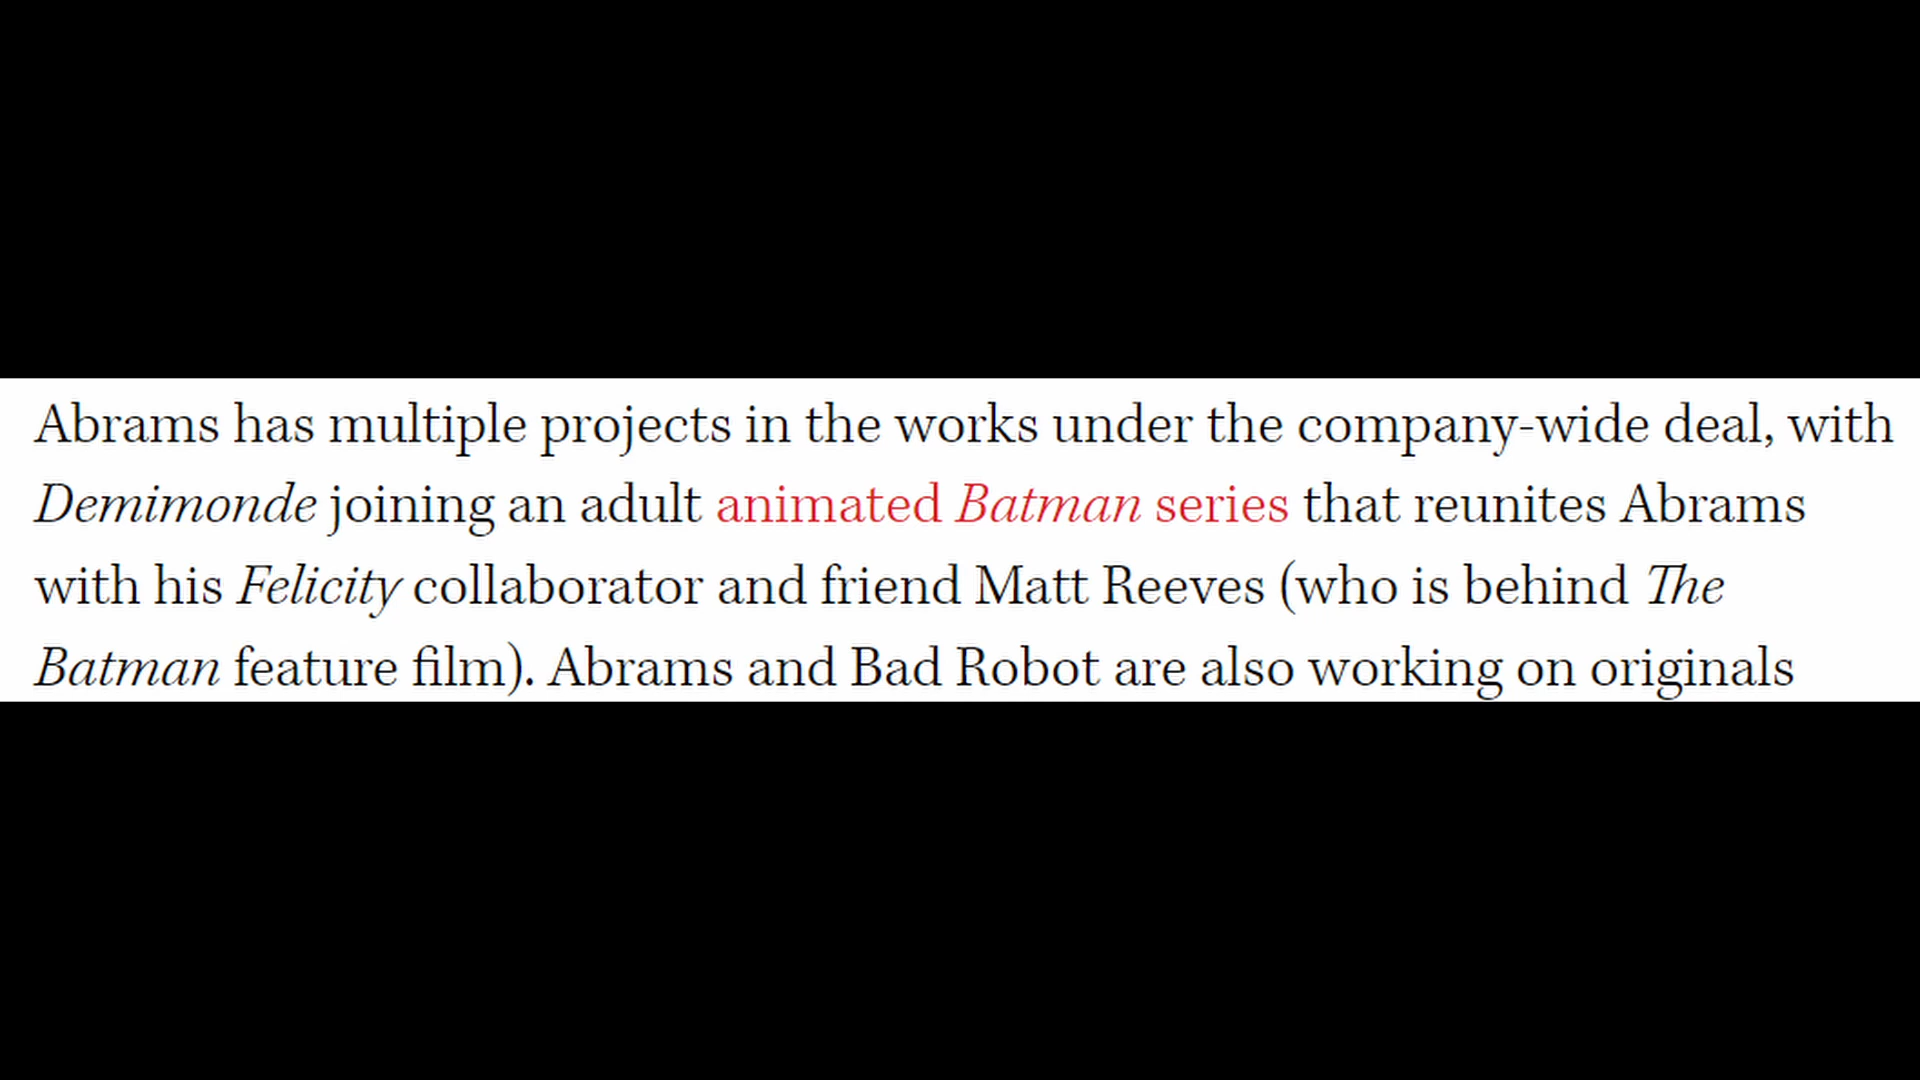 Abrams has multiple projects in the works under the company-wide deal, with
Demimonde joining an adult animated Batman series that reunites Abrams
with his Felicity collaborator and friend Matt Reeves (who is behind The
Batman feature film). Abrams and Bad Robot are also working on originals